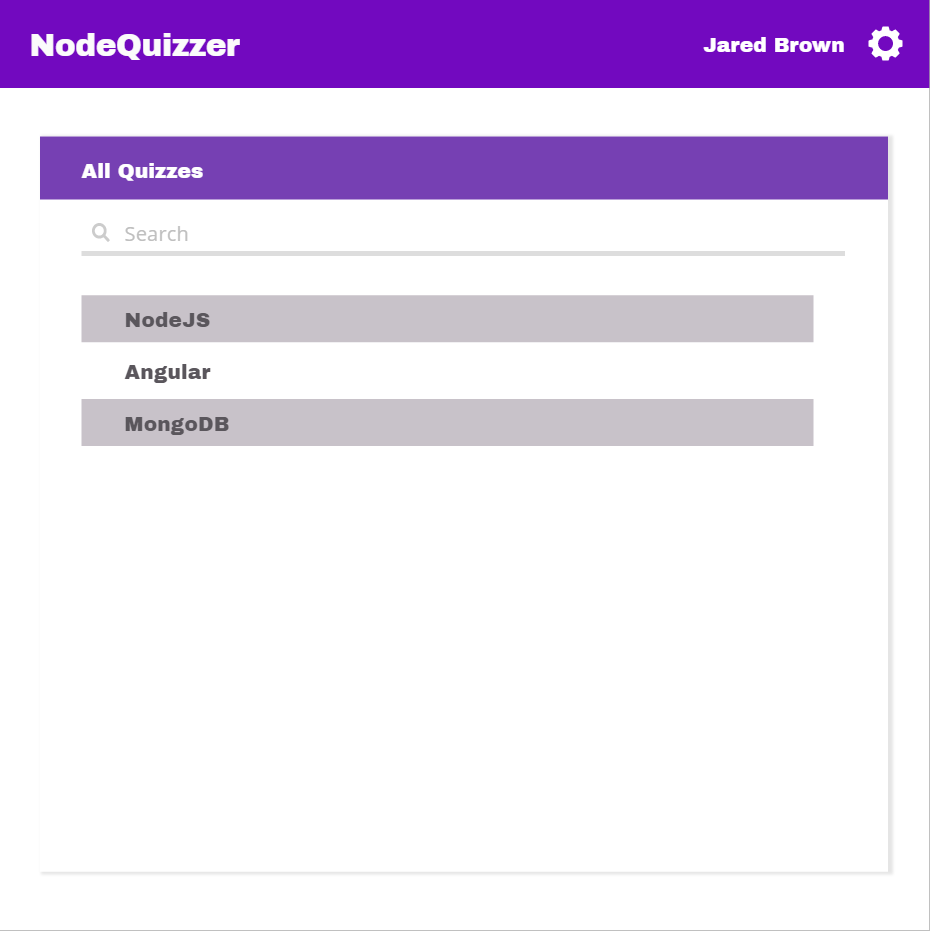 NodeQuizzer
Jared Brown
All Quizzes
Search
NodeJS
Angular
MongoDB